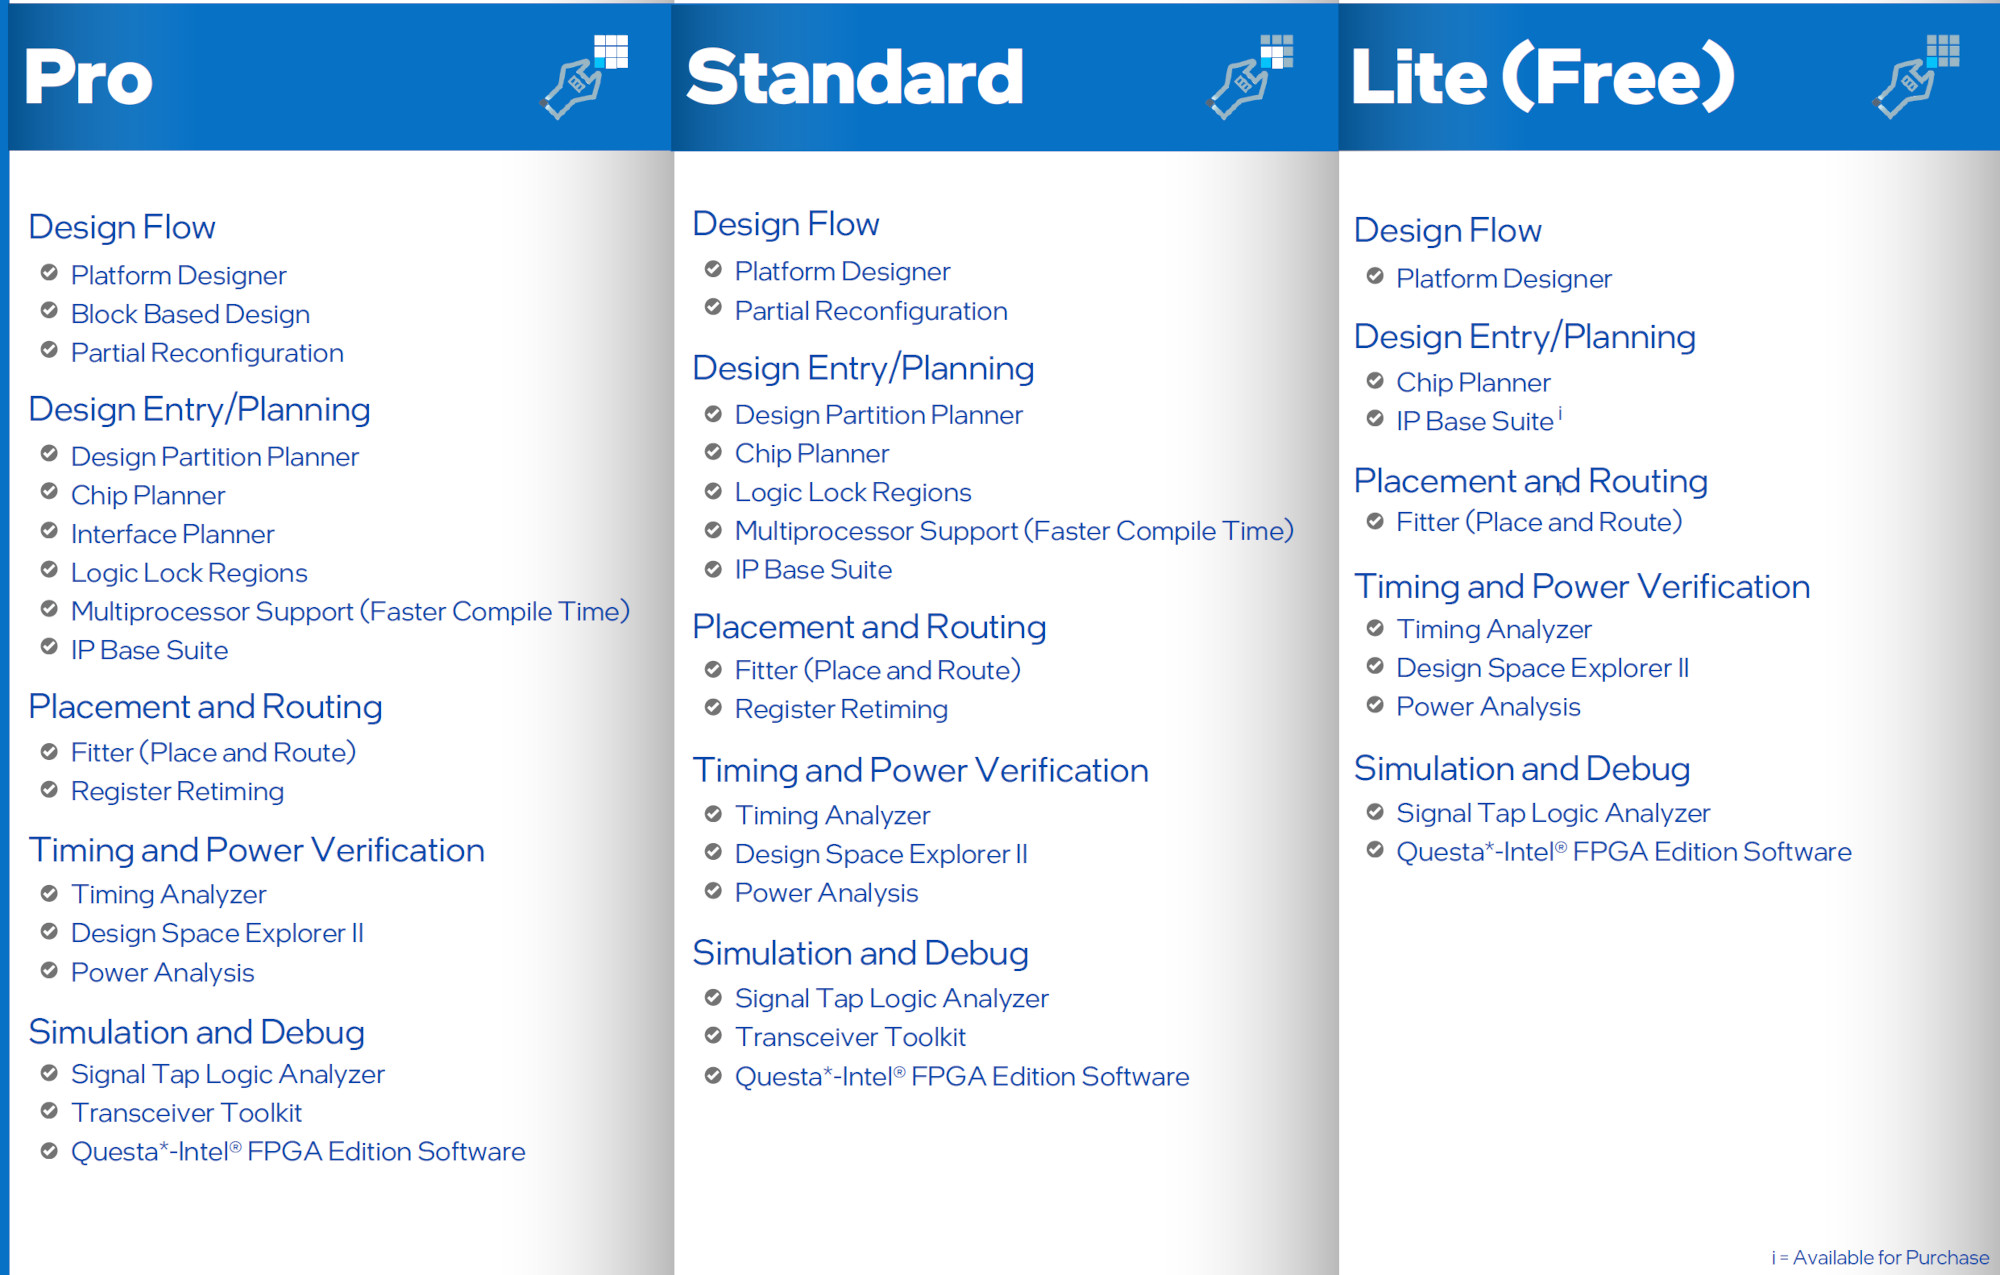 Pro
Design Flow
Platform Designer
Block Based Design
Partial Reconfiguration
Design Entry/Planning
Design Partition Planner
Chip Planner
Interface Planner
Logic Lock Regions
Multiprocessor Support (Faster Compile Time)
IP Base Suite
Placement and Routing
Fitter (Place and Route)
Register Retiming
Timing and Power Verification
Timing Analyzer
Design Space Explorer II
Power Analysis
Simulation and Debug
Signal Tap Logic Analyzer
Transceiver Toolkit
Questa*-Intel® FPGA Edition Software
Standard
Design Flow
Platform Designer
Partial Reconfiguration
Design Entry/Planning
Design Partition Planner
Chip Planner
Logic Lock Regions
Multiprocessor Support (Faster Compile Time)
IP Base Suite
Placement and Routing
Fitter (Place and Route)
Register Retiming
Timing and Power Verification
Timing Analyzer
Design Space Explorer II
Power Analysis
Simulation and Debug
Signal Tap Logic Analyzer
Transceiver Toolkit
Questa*-Intel® FPGA Edition Software
Lite (Free)
Design Flow
Platform Designer
Design Entry/Planning
Chip Planner
IP Base Suite i
Placement and Routing
i
Fitter (Place and Route)
Timing and Power Verification
Timing Analyzer
Design Space Explorer II
Power Analysis
Simulation and Debug
Signal Tap Logic Analyzer
Questa*-Intel® FPGA Edition Software
i = Available for Purchase